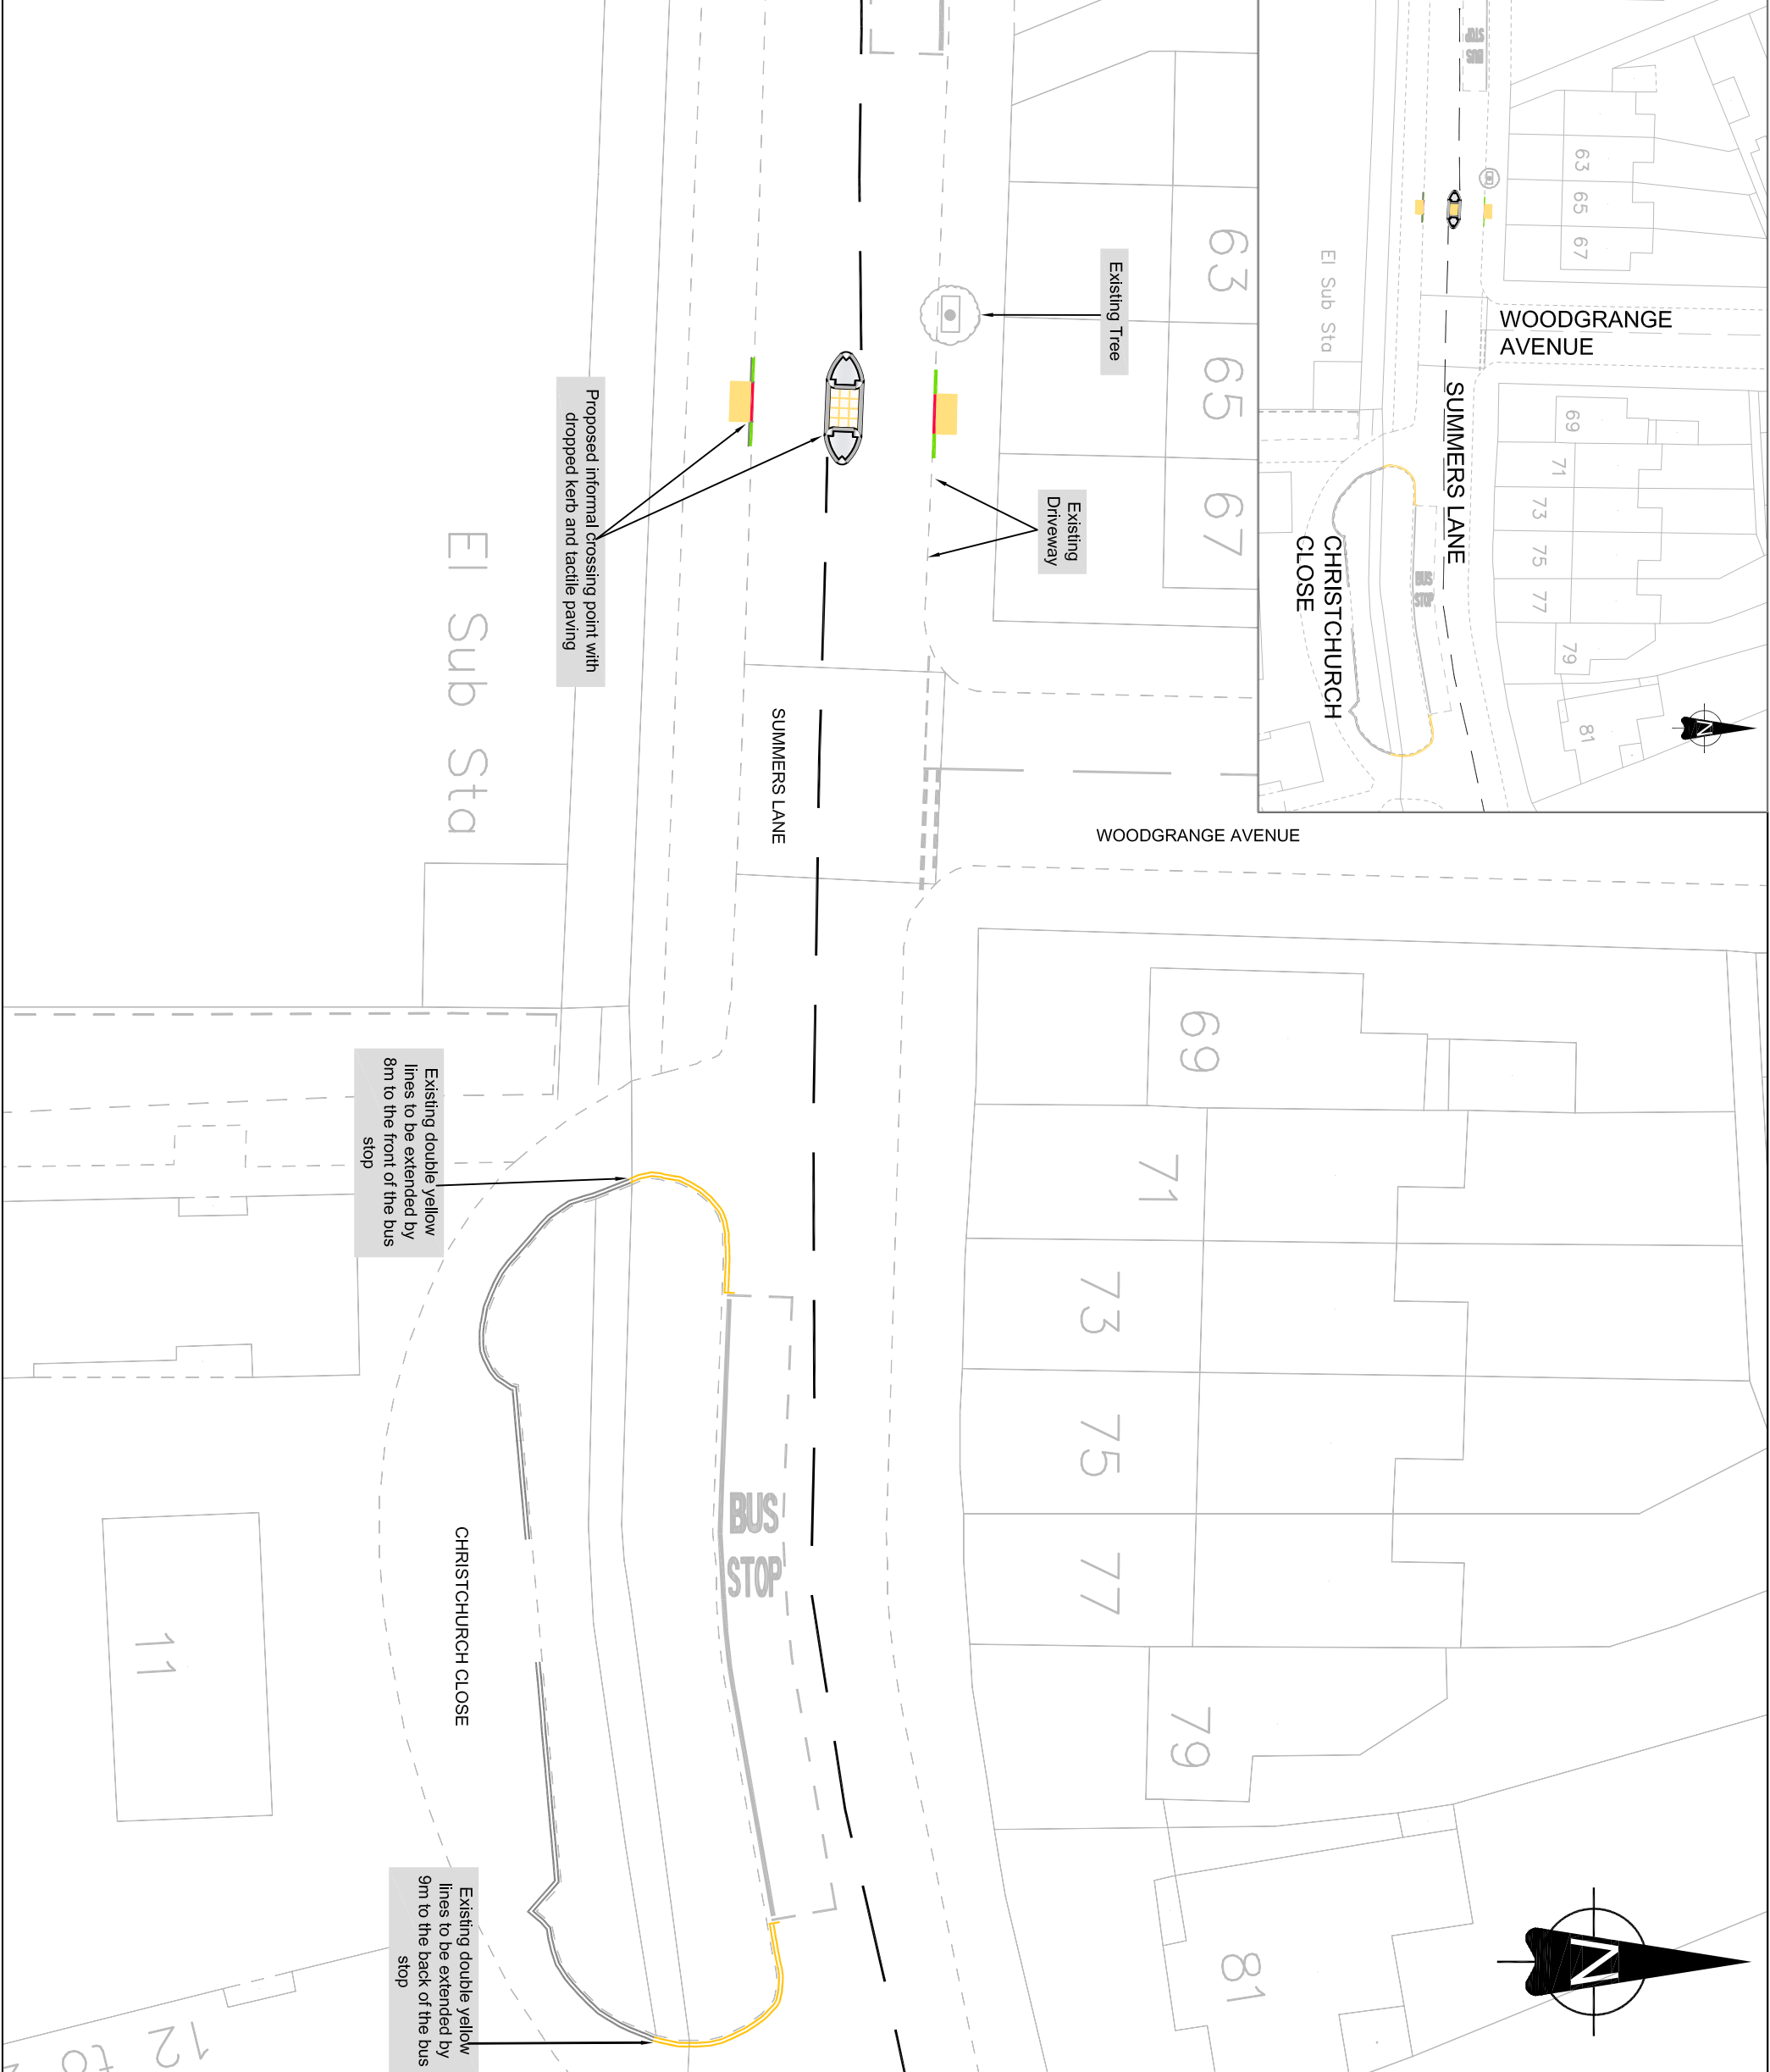 BUS
STOP
63
65
67
El Sub Sta
WOODGRANGE
AVENUE
SUMMERS LANE
69
71
73
75
77
79
81
BUS
STOP
CHRISTCHURCH
CLOSE
N
63
65
67
Existing Tree
Existing
Driveway
Proposed informal crossing point with
dropped kerb and tactile paving
El Sub Sta
SUMMERS LANE
WOODGRANGE AVENUE
69
71
73
75
77
79
81
Existing double yellow
lines to be extended by
8m to the front of the bus
stop
BUS
STOP
CHRISTCHURCH CLOSE
11
Existing double yellow
lines to be extended by
9m to the back of the bus
stop
12 to
N